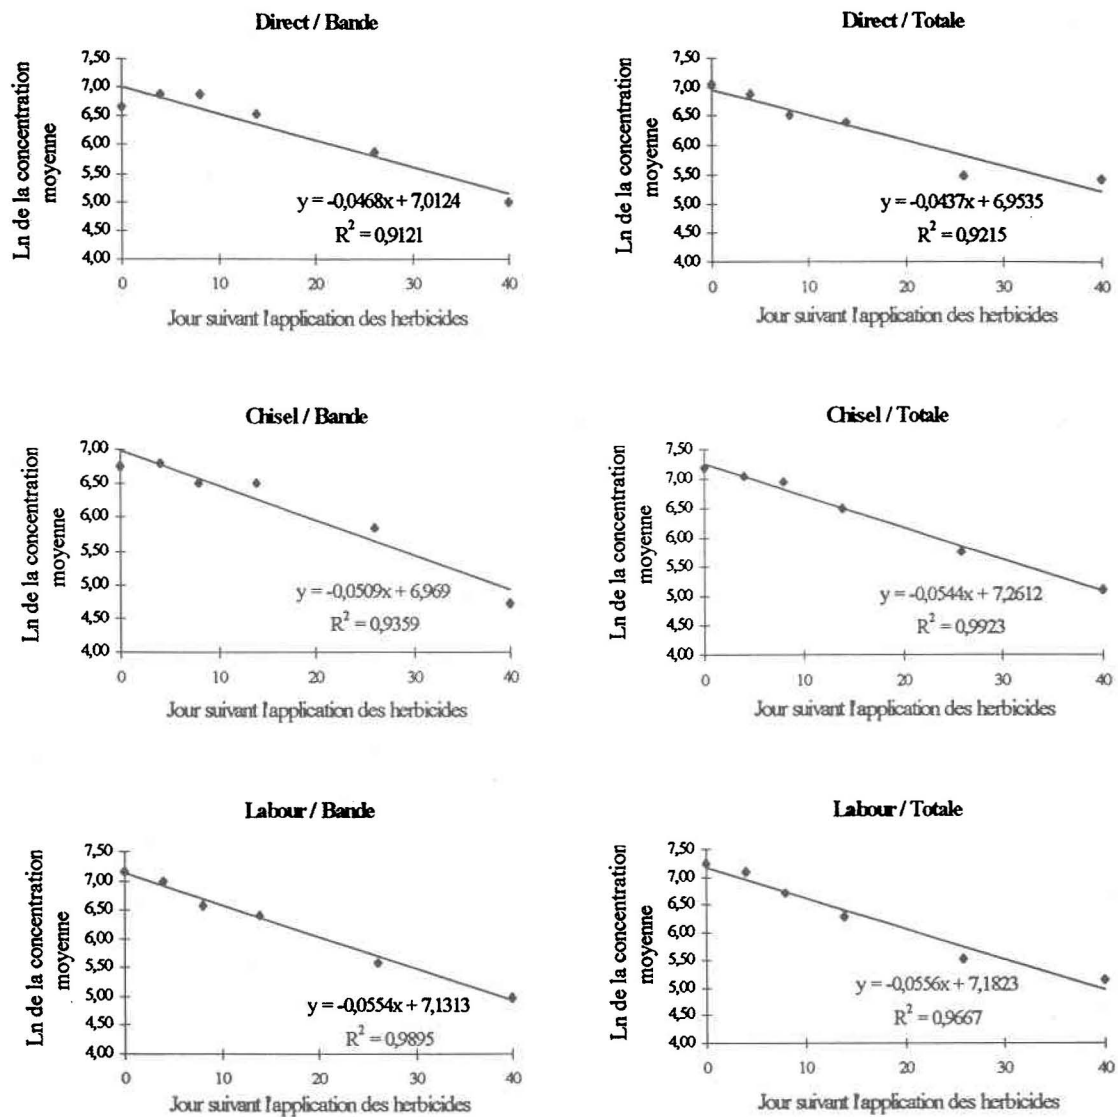 Direct / Bande
Ln de la concentration
moyenne
7,50
7,00
6,50
6,00
5,50
5,00
4,50
4,00
y = -0,0468x + 7,0124
R² = 0,9121
0 10 20 30 40
Jour suivant l'application des herbicides
Direct / Totale
Ln de la concentration
moyenne
7,50
7,00
6,50
6,00
5,50
5,00
4,50
4,00
y = -0,0437x + 6,9535
R² = 0,9215
0 10 20 30 40
Jour suivant l'application des herbicides
Chisel / Bande
Ln de la concentration
moyenne
7,00
6,50
6,00
5,50
5,00
4,50
4,00
y = -0,0509x + 6,969
R² = 0,9359
0 10 20 30 40
Jour suivant l'application des herbicides
Chisel / Totale
Ln de la concentration
moyenne
7,50
7,00
6,50
6,00
5,50
5,00
4,50
4,00
y = -0,0544x + 7,2612
R² = 0,9923
0 10 20 30 40
Jour suivant l'application des herbicides
Labour / Bande
Ln de la concentration
moyenne
7,50
7,00
6,50
6,00
5,50
5,00
4,50
4,00
y = -0,0554x + 7,1313
R² = 0,9895
0 10 20 30 40
Jour suivant l'application des herbicides
Labour / Totale
Ln de la concentration
moyenne
7,50
7,00
6,50
6,00
5,50
5,00
4,50
4,00
y = -0,0556x + 7,1823
R² = 0,9667
0 10 20 30 40
Jour suivant l'application des herbicides